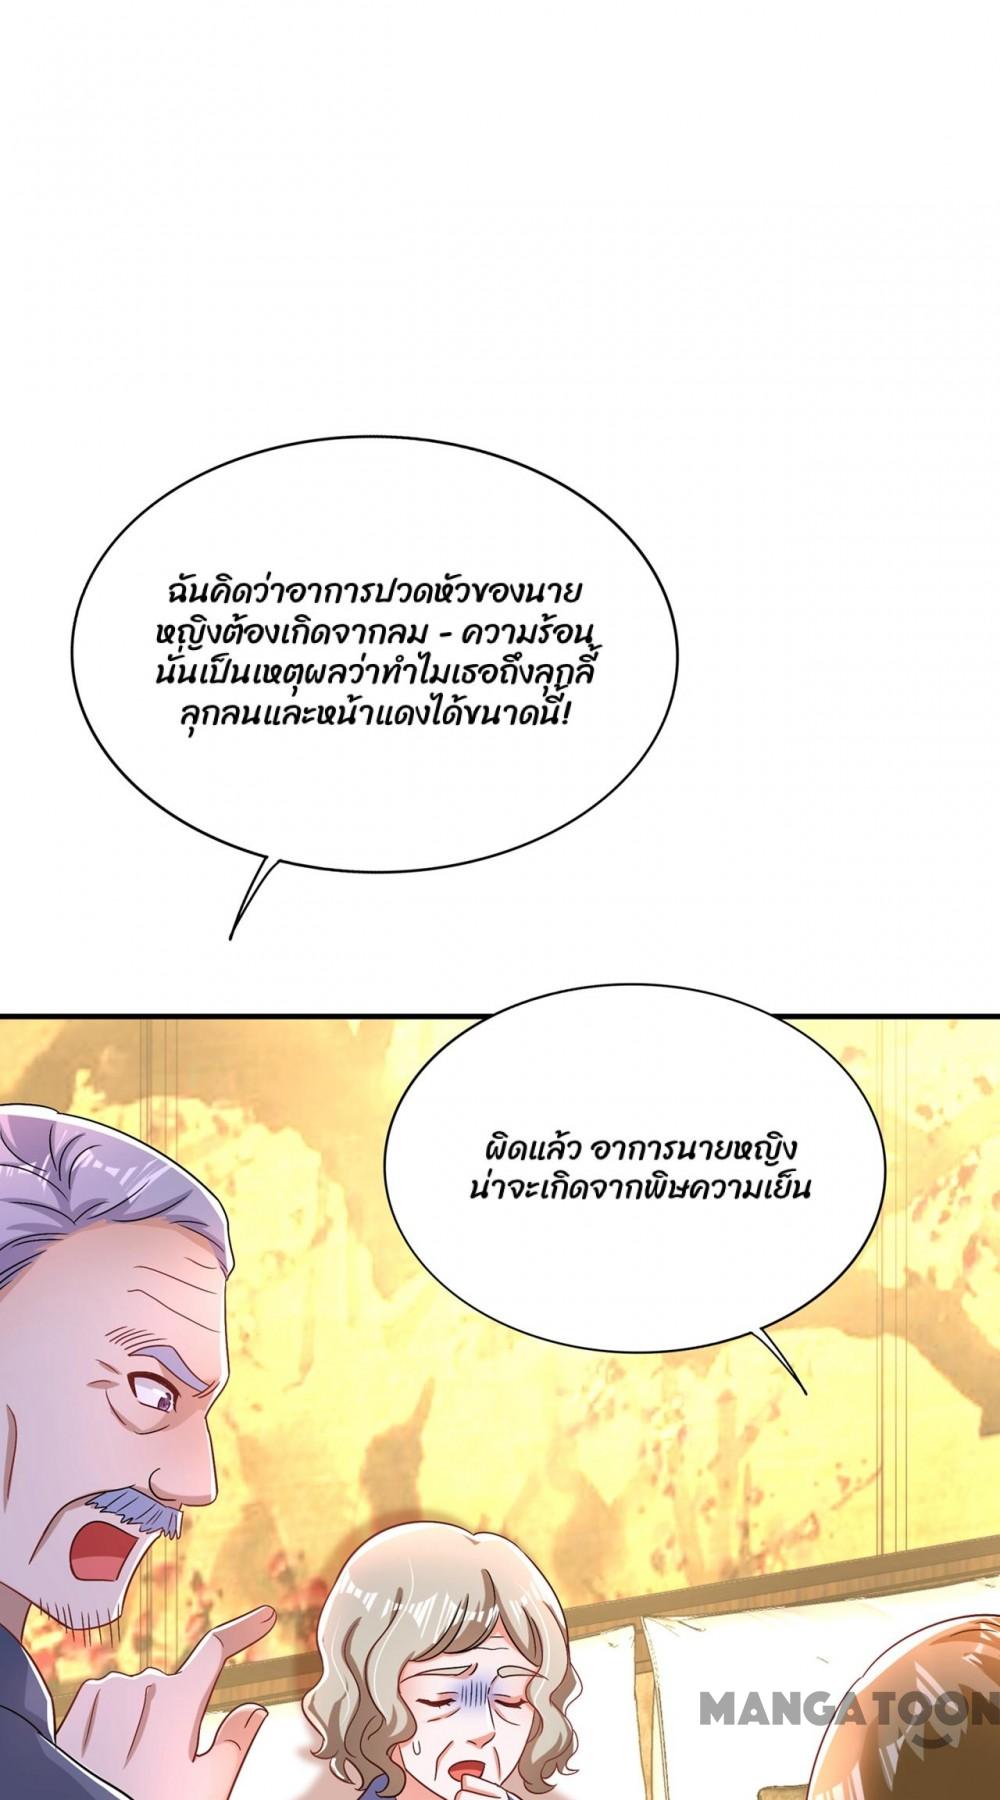 ฉันคิดว่าอาการปวดหัวของนาย
หญิงต้องเกิดจากลม - ความร้อน
นั่นเป็นเหตุผลว่าทำไมเธอถึงลุกลี้
ลุกลนและหน้าแดงได้ขนาดนี้!
ผิดแล้ว อาการนายหญิง
น่าจะเกิดจากพิษความเย็น
MANGATOON